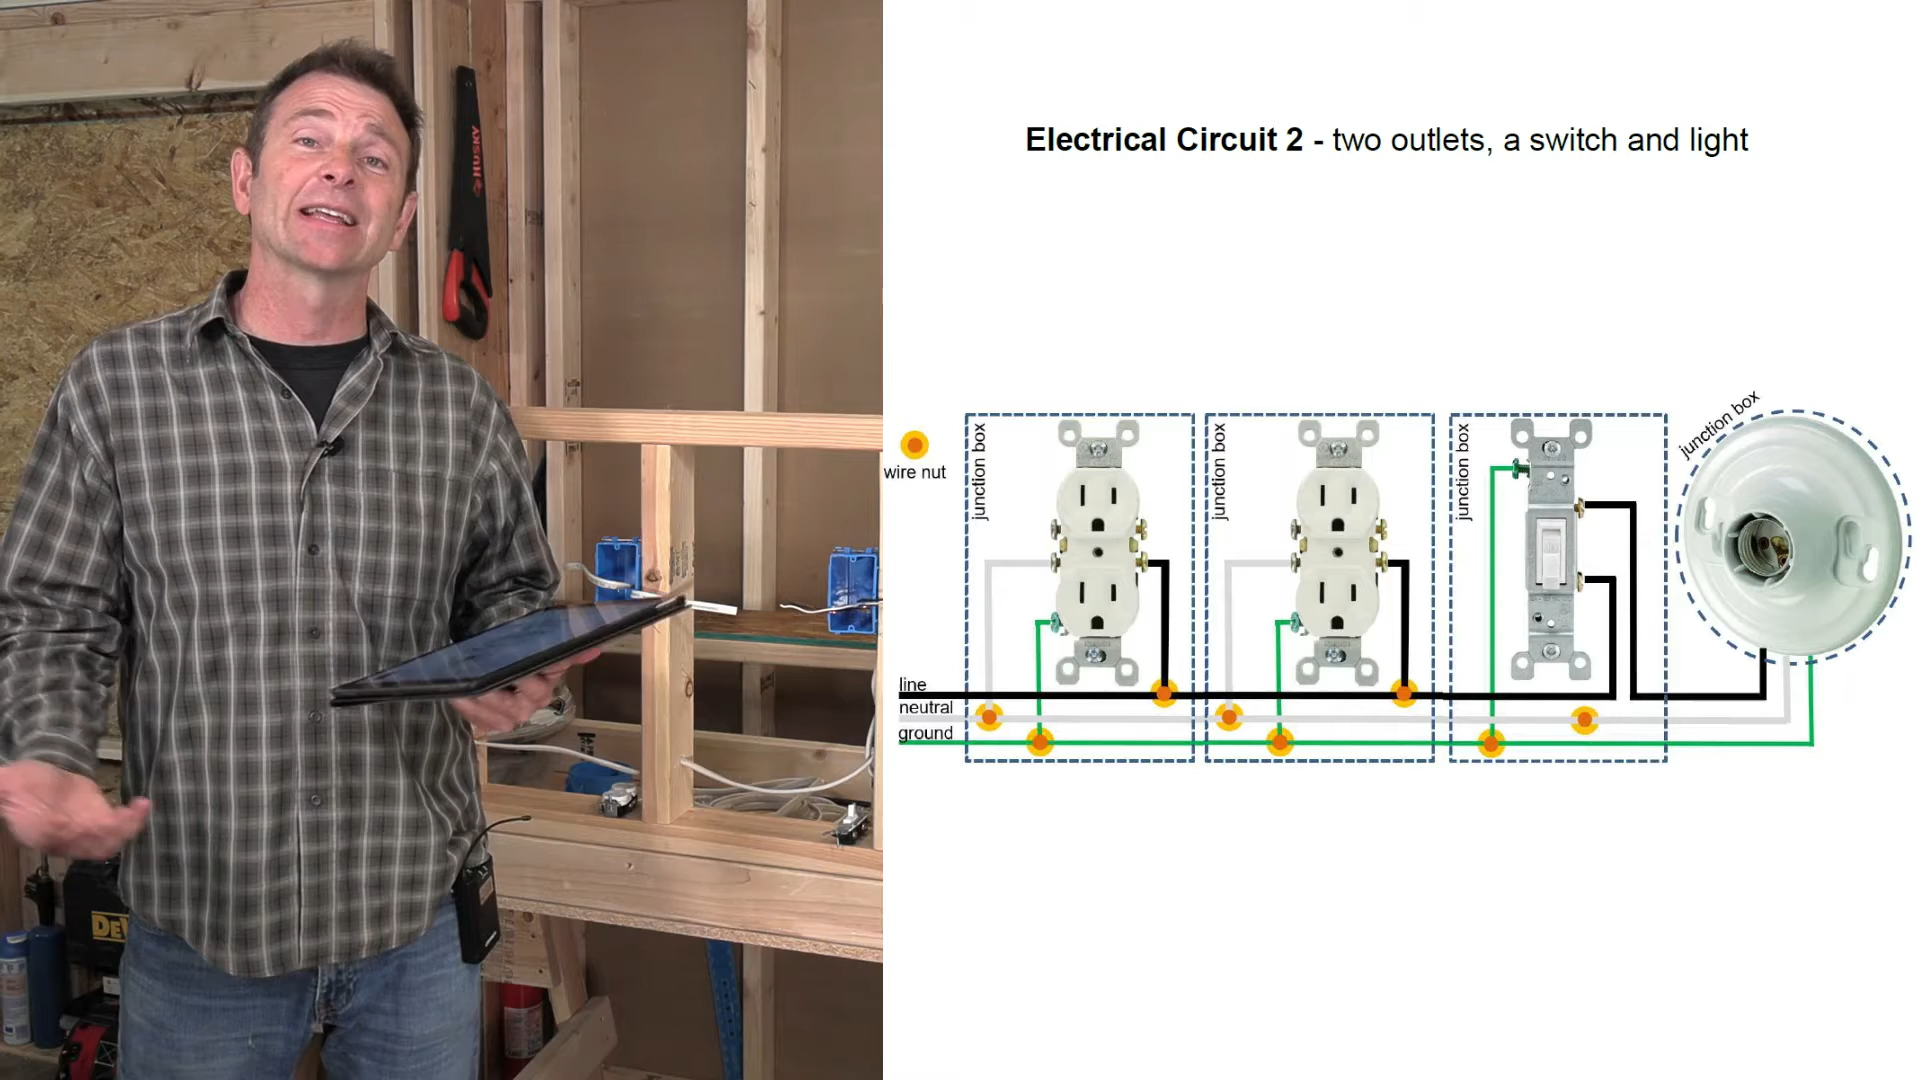 HUSKY
Electrical Circuit 2 - two outlets, a switch and light
wire nut
junction box
junction box
junction box
junction box
line
neutral
ground